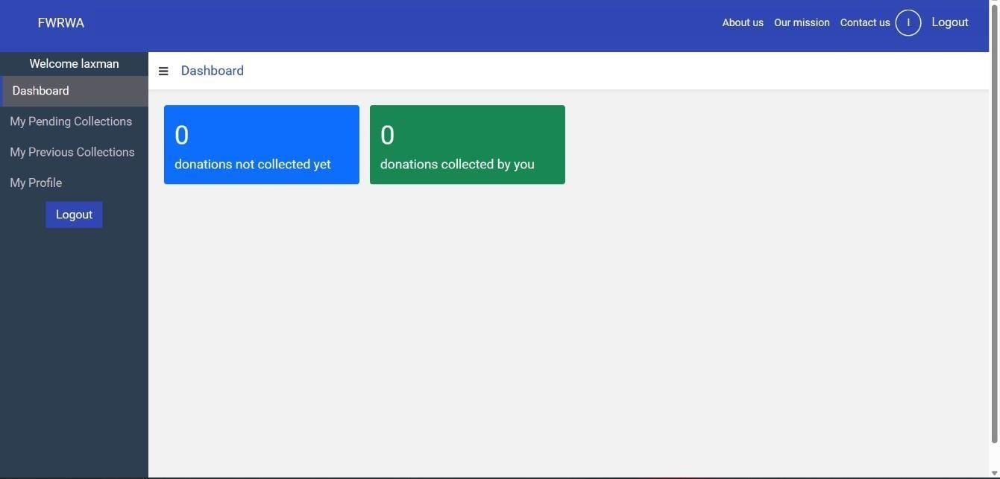 FWRWA
About us Our mission Contact us l Logout
Welcome laxman
Dashboard
Dashboard
My Pending Collections
My Previous Collections
My Profile
Logout
0
donations not collected yet
0
donations collected by you